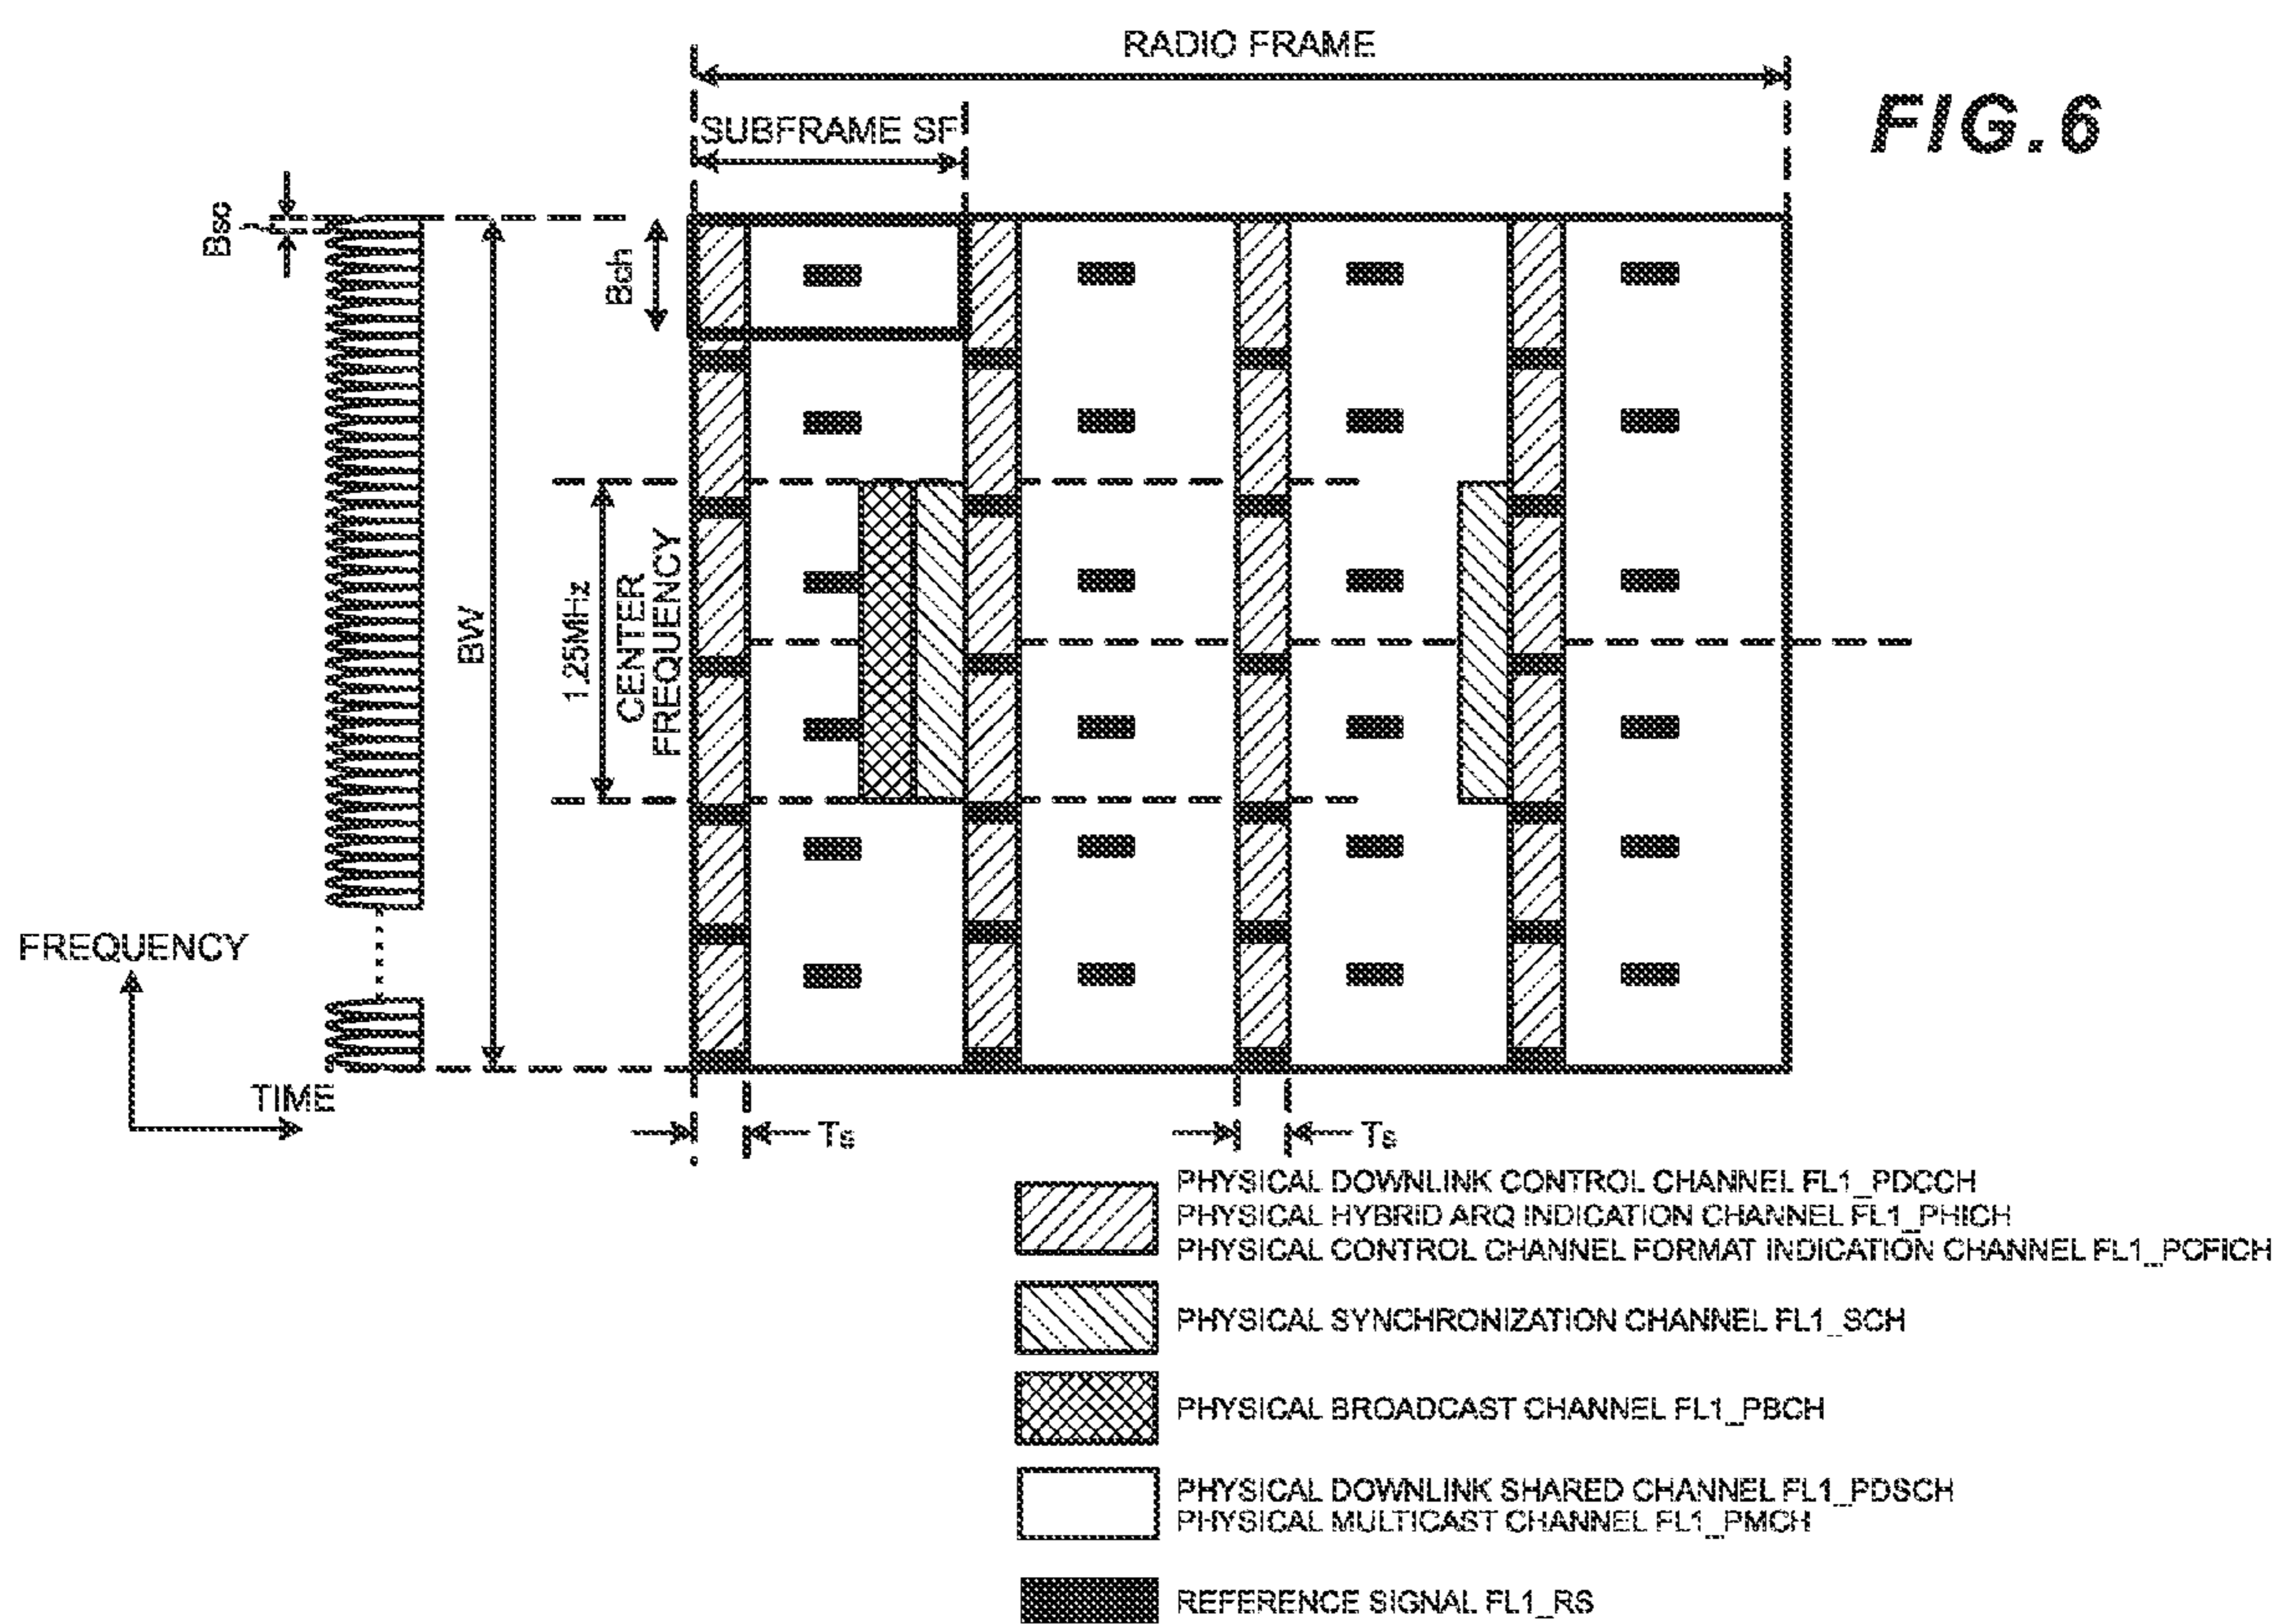 RADIO FRAME
FIG.6
SUBFRAME SF
Bsc
Bch
BW
1.25MHz
CENTER
FREQUENCY
FREQUENCY
TIME
Ts
Ts
PHYSICAL DOWNLINK CONTROL CHANNEL FL1_PDCCH
PHYSICAL HYBRID ARQ INDICATION CHANNEL FL1_PHICH
PHYSICAL CONTROL CHANNEL FORMAT INDICATION CHANNEL FL1_PCFICH
PHYSICAL SYNCHRONIZATION CHANNEL FL1_SCH
PHYSICAL BROADCAST CHANNEL FL1_PBCH
PHYSICAL DOWNLINK SHARED CHANNEL FL1_PDSCH
PHYSICAL MULTICAST CHANNEL FL1_PMCH
REFERENCE SIGNAL FL1_RS